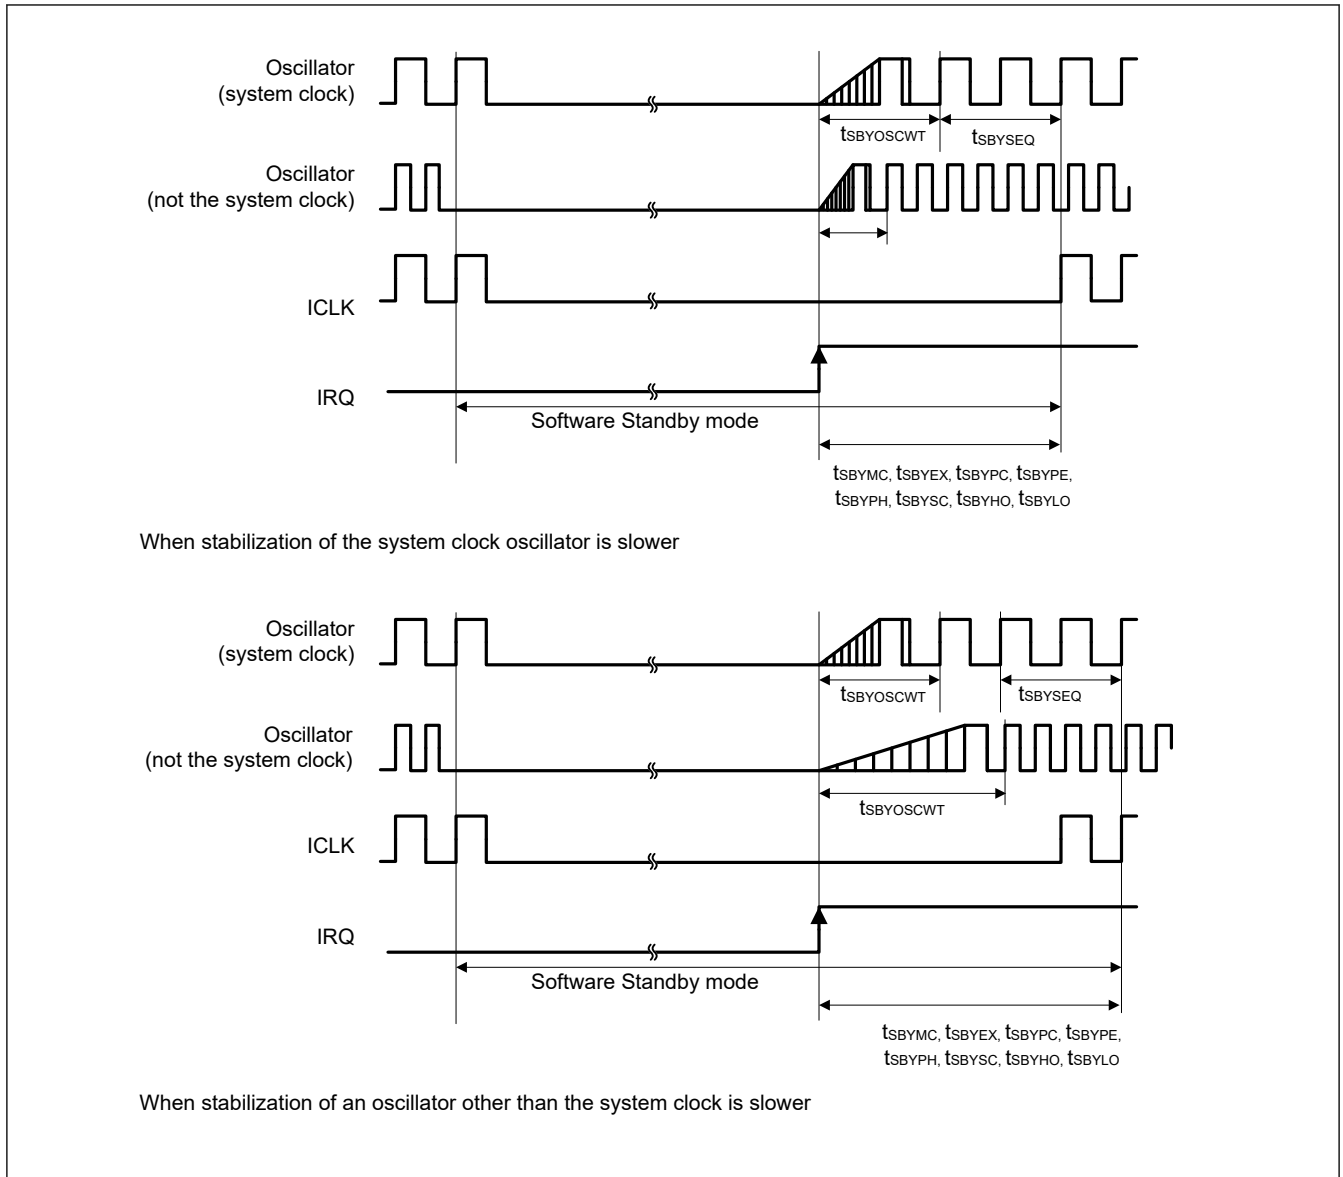 Oscillator
(system clock)
tSBYOSCWT
tSBYSEQ
Oscillator
(not the system clock)
ICLK
IRQ
Software Standby mode
tSBYMC, tSBYEX, tSBYPC, tSBYPE,
tSBYPH, tSBYSC, tSBYHO, tSBYLO
When stabilization of the system clock oscillator is slower
Oscillator
(system clock)
tSBYOSCWT
tSBYSEQ
Oscillator
(not the system clock)
tSBYOSCWT
ICLK
IRQ
Software Standby mode
tSBYMC, tSBYEX, tSBYPC, tSBYPE,
tSBYPH, tSBYSC, tSBYHO, tSBYLO
When stabilization of an oscillator other than the system clock is slower